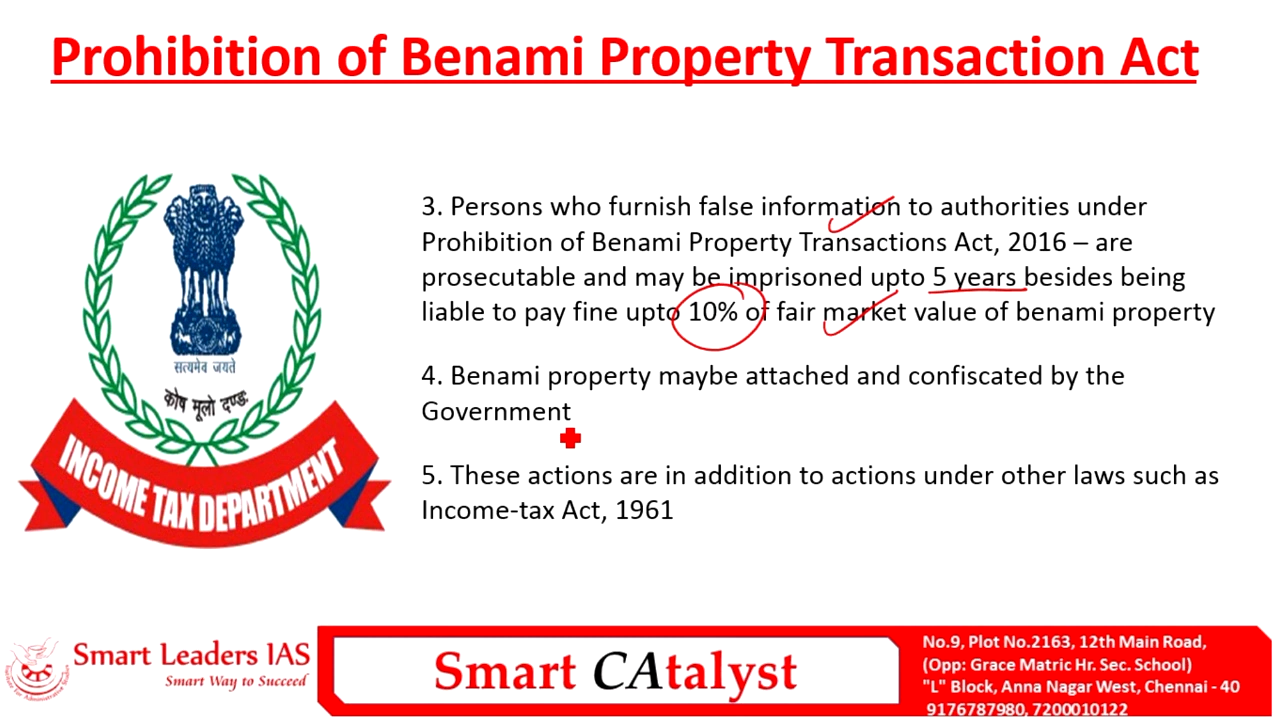 Prohibition of Benami Property Transaction Act
3. Persons who furnish false information to authorities under
Prohibition of Benami Property Transactions Act, 2016 – are
prosecutable and may be imprisoned upto 5 years besides being
liable to pay fine upto 10% of fair market value of benami property
4. Benami property maybe attached and confiscated by the
Government
5. These actions are in addition to actions under other laws such as
Income-tax Act, 1961
सत्यमेव जयते
कोष मूलो दण्ड:
INCOME TAX DEPARTMENT
Smart Leaders IAS
Smart Way to Succeed
Smart CAtalyst
No.9, Plot No.2163, 12th Main Road,
(Opp: Grace Matric Hr. Sec. School)
"L" Block, Anna Nagar West, Chennai - 40
9176787980, 7200010122